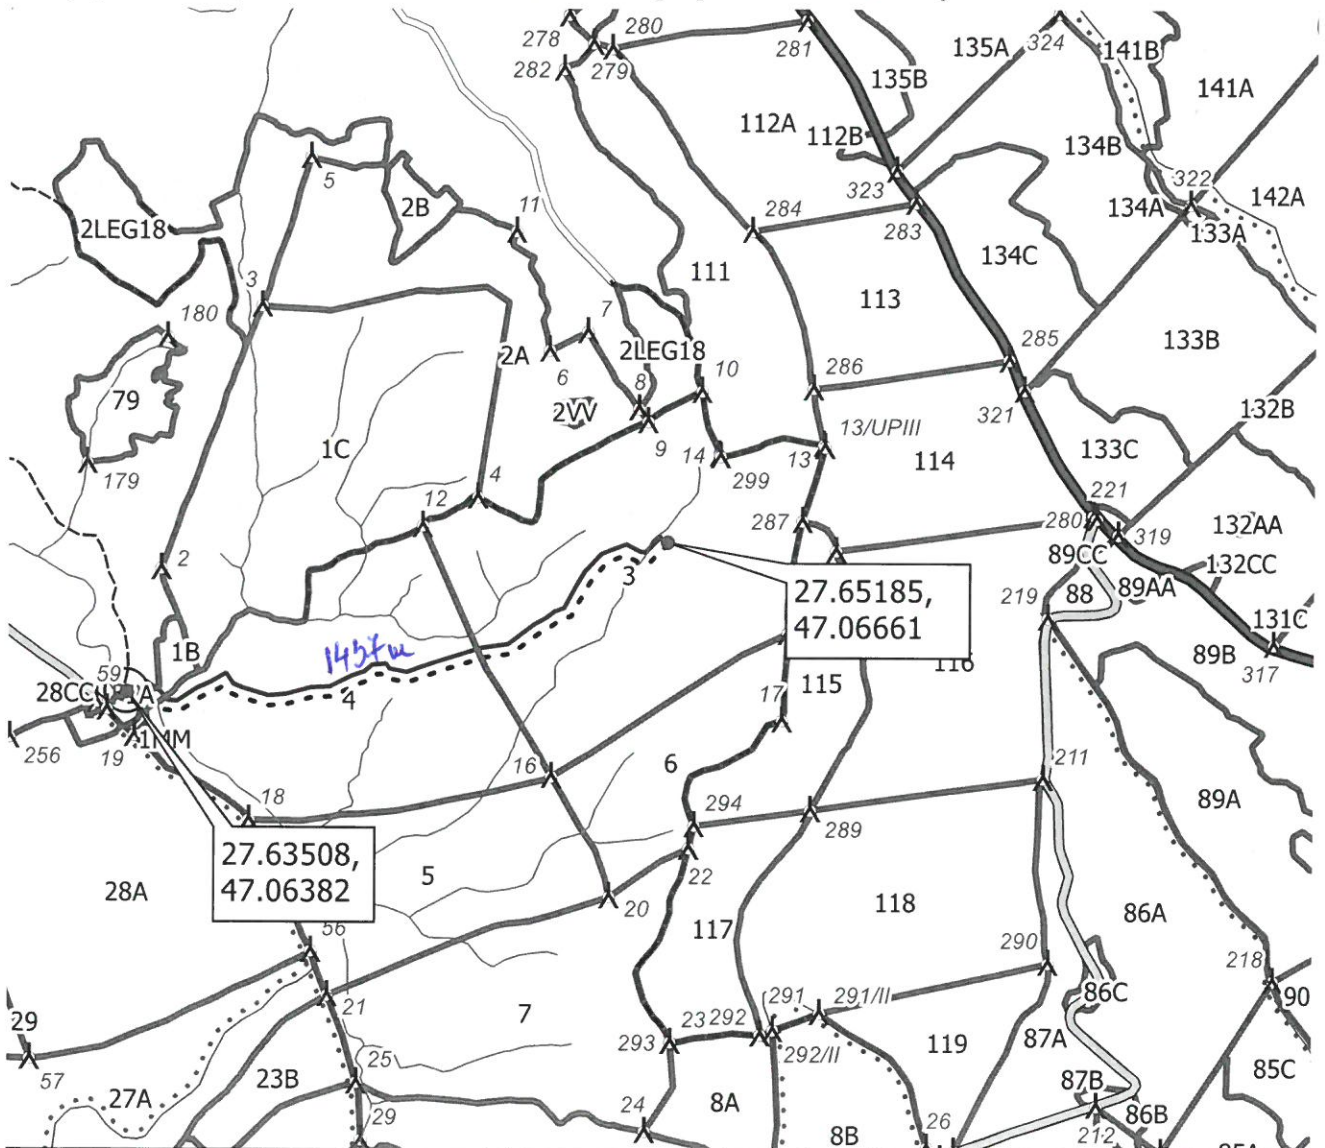 278 280 281 324
282 279 135A 141B
135B 141A
112A 112B 134B
5 323 322
2B 11 284 134A 142A
2LEG18 283 133A
111 134C
3 113
180 7 285 133B
2A 2LEG18 10 286
6 8 321 132B
79 2VV 13/UPIII 133C
1C 9 14 13 114
179 4 299 221
12 287 280 319 132AA
2 3 89CC 132CC
27.65185,
47.06661
219 88 89AA
1B 1437m 131C
59 116 89B 317
28CC A 4 17 115
256 19 1MM 16 6 211
18 294 289 89A
27.63508,
47.06382
28A 5 22
20 118 86A
56 117 290 218
21 291 291/II 86C 90
29 7 23 292
293 292/II 119 87A
57 25 85C
27A 23B 87B
29 24 8A 26 86B
8B 212 85A